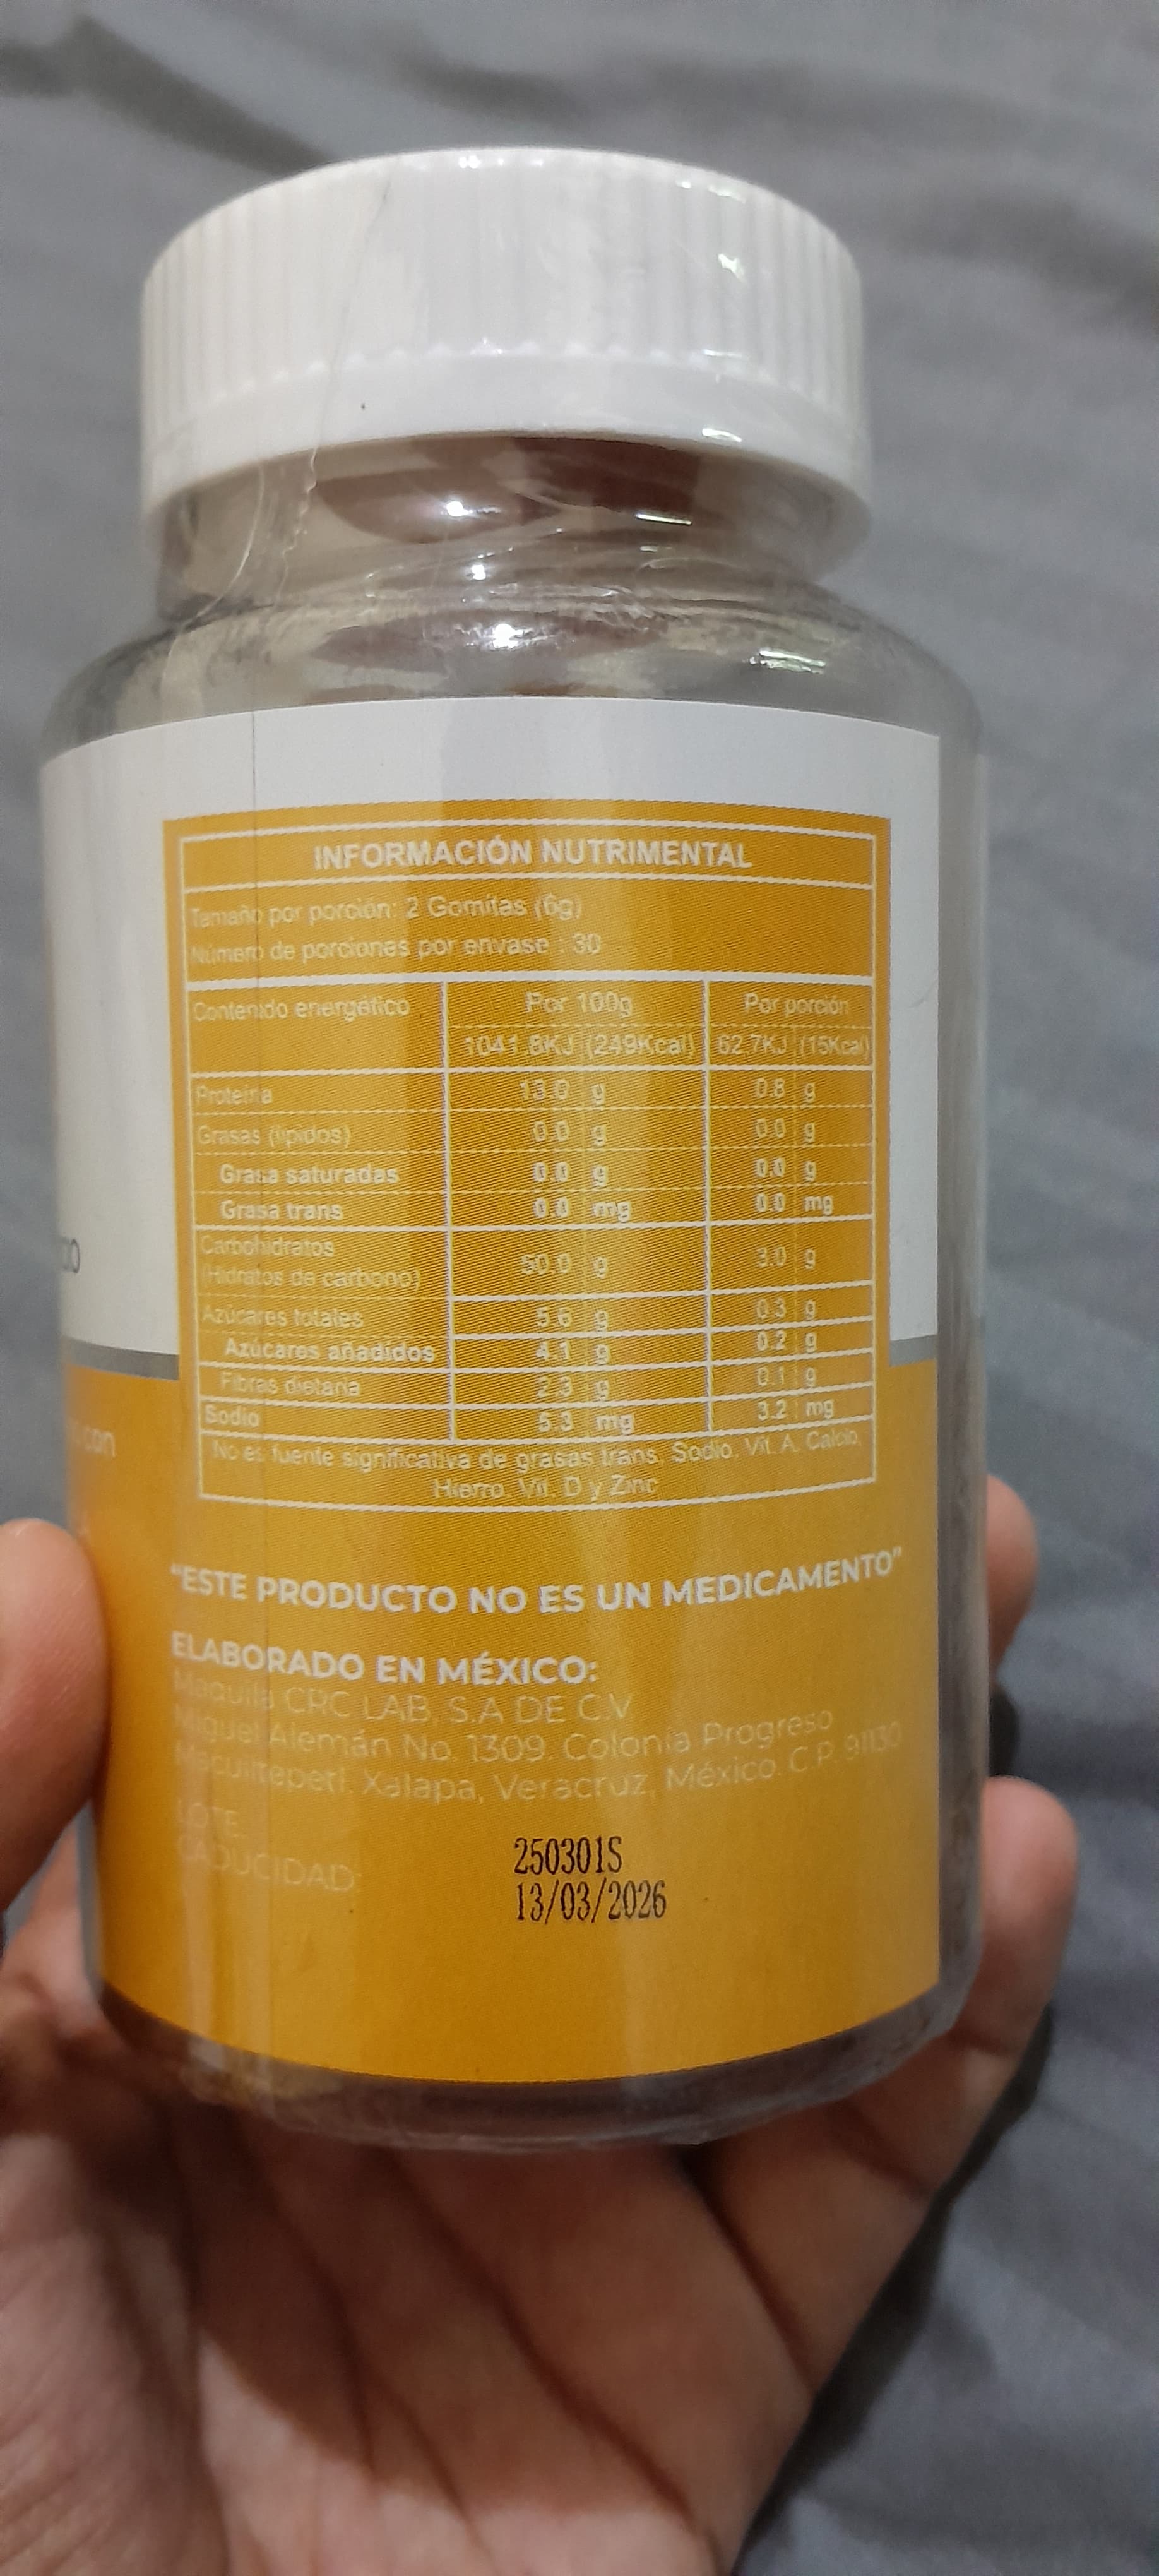 INFORMACIÓN NUTRIMENTAL
Tamaño por porción: 2 Gomitas (6g)
Número de porciones por envase : 30
Contenido energético Por 100g Por porción
1041.8KJ (249Kcal) 62.7KJ (15Kcal)
Proteína 13.0 g 0.8 g
Grasas (lípidos) 0.0 g 0.0 g
Grasa saturadas 0.0 g 0.0 g
Grasa trans 0.0 mg 0.0 mg
Carbohidratos
(Hidratos de carbono) 50.0 g 3.0 g
Azúcares totales 5.6 g 0.3 g
Azúcares añadidos 4.1 g 0.2 g
Fibras dietaria 2.3 g 0.1 g
Sodio 5.3 mg 3.2 mg
No es fuente significativa de grasas trans, Sodio, Vit. A, Calcio,
Hierro, Vit. D y Zinc
"ESTE PRODUCTO NO ES UN MEDICAMENTO"
ELABORADO EN MÉXICO:
Maquila CRC LAB, S.A DE C.V
Miguel Alemán No. 1309. Colonia Progreso
Macuiltepetl. Xalapa, Veracruz, México. C.P. 91130
LOTE: 250301S
CADUCIDAD: 13/03/2026
con